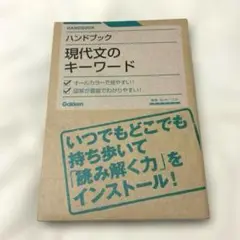 ハンドブック
現代文の
キーワード
オールカラーで見やすい!
図解が豊富でわかりやすい!
Gakken
いつでもどこでも
持ち歩いて
「読み解く力」を
インストール!